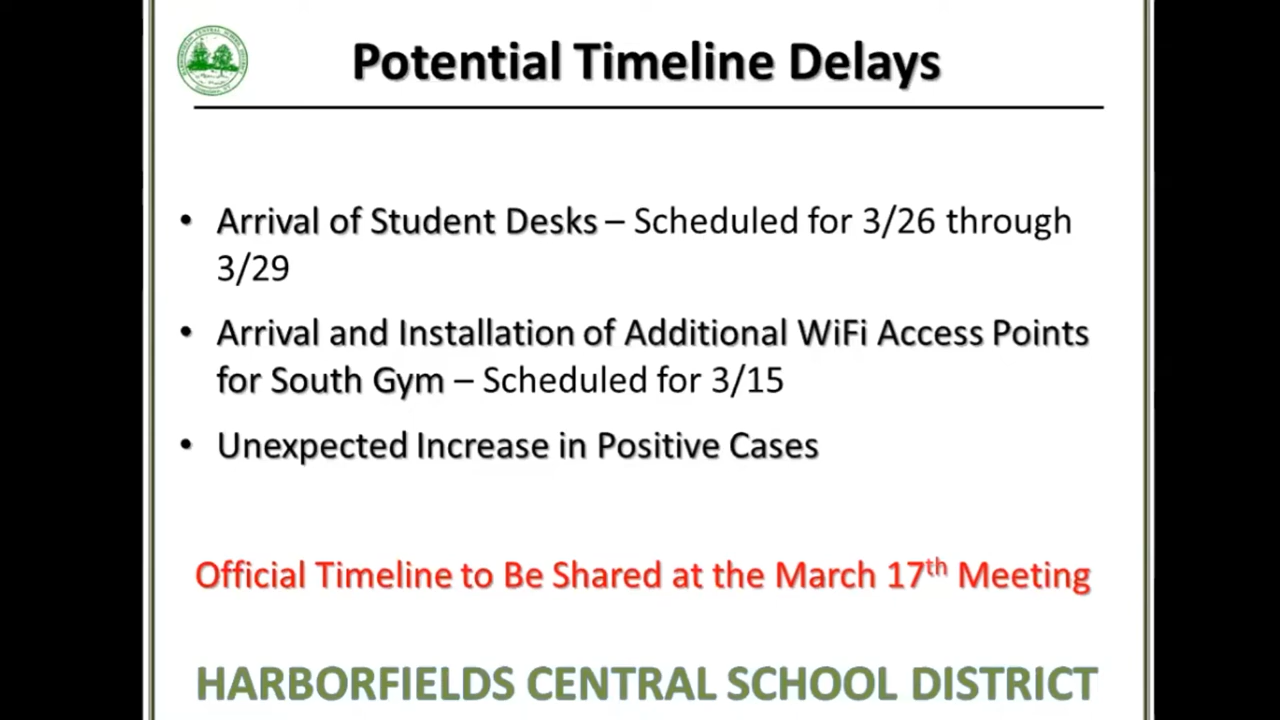 Potential Timeline Delays
• Arrival of Student Desks – Scheduled for 3/26 through
3/29
• Arrival and Installation of Additional WiFi Access Points
for South Gym – Scheduled for 3/15
• Unexpected Increase in Positive Cases
Official Timeline to Be Shared at the March 17th Meeting
HARBORFIELDS CENTRAL SCHOOL DISTRICT